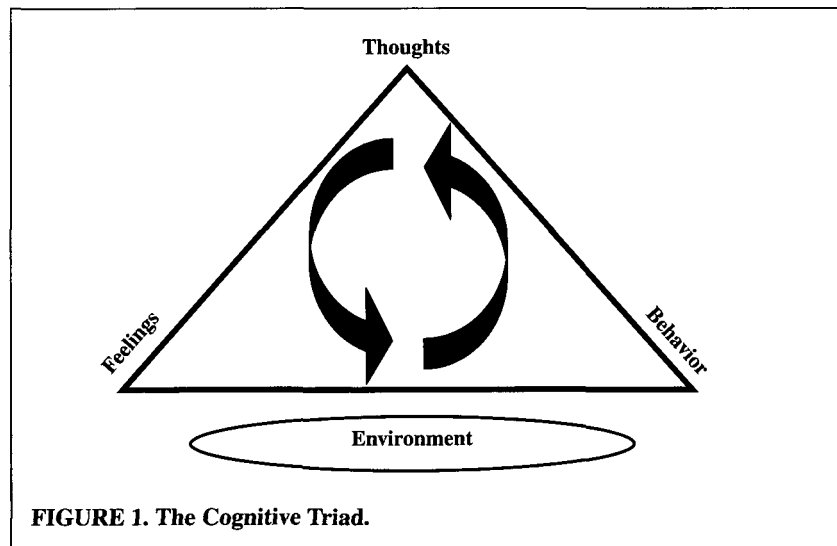 Thoughts
Feelings
Behavior
Environment
FIGURE 1. The Cognitive Triad.